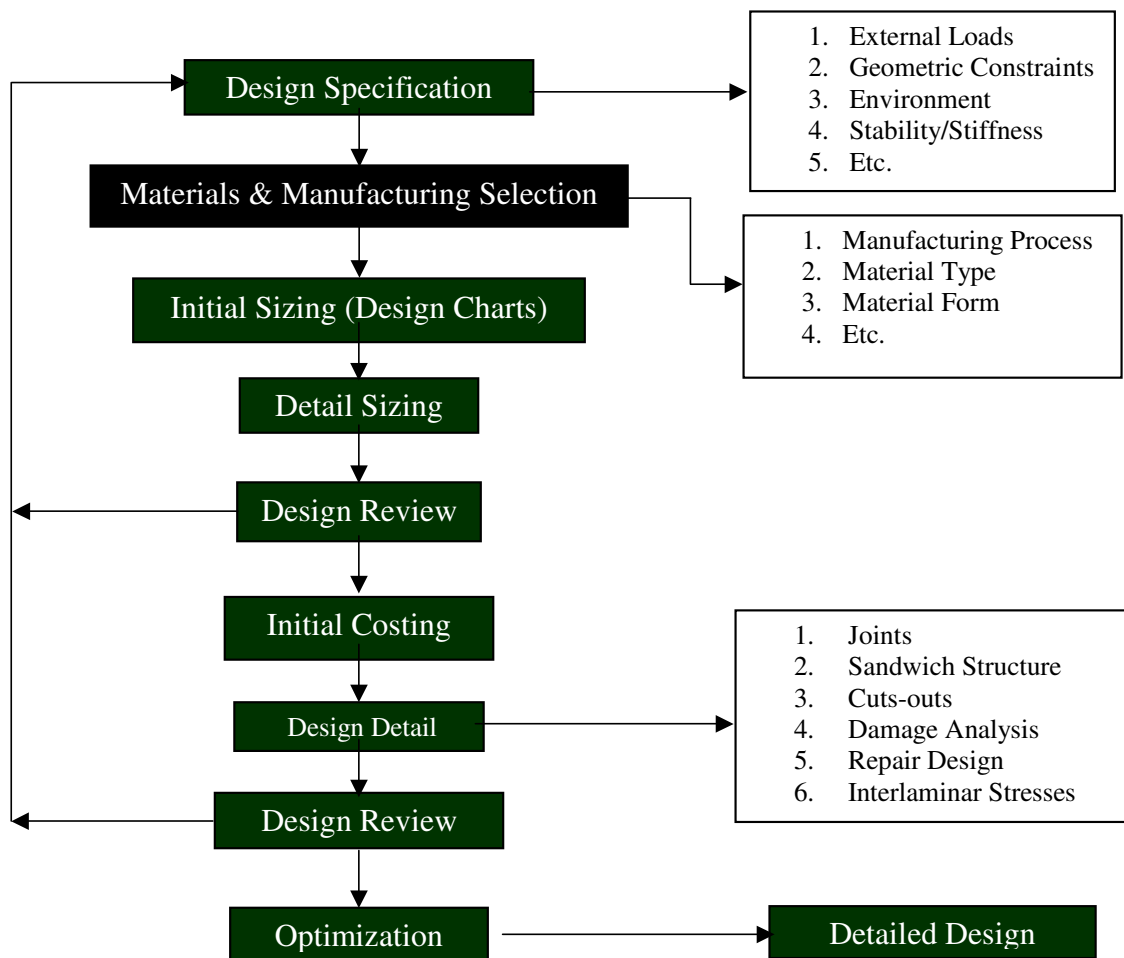 Design Specification
1. External Loads
2. Geometric Constraints
3. Environment
4. Stability/Stiffness
5. Etc.
Materials & Manufacturing Selection
1. Manufacturing Process
2. Material Type
3. Material Form
4. Etc.
Initial Sizing (Design Charts)
Detail Sizing
Design Review
Initial Costing
Design Detail
1. Joints
2. Sandwich Structure
3. Cuts-outs
4. Damage Analysis
5. Repair Design
6. Interlaminar Stresses
Design Review
Optimization
Detailed Design